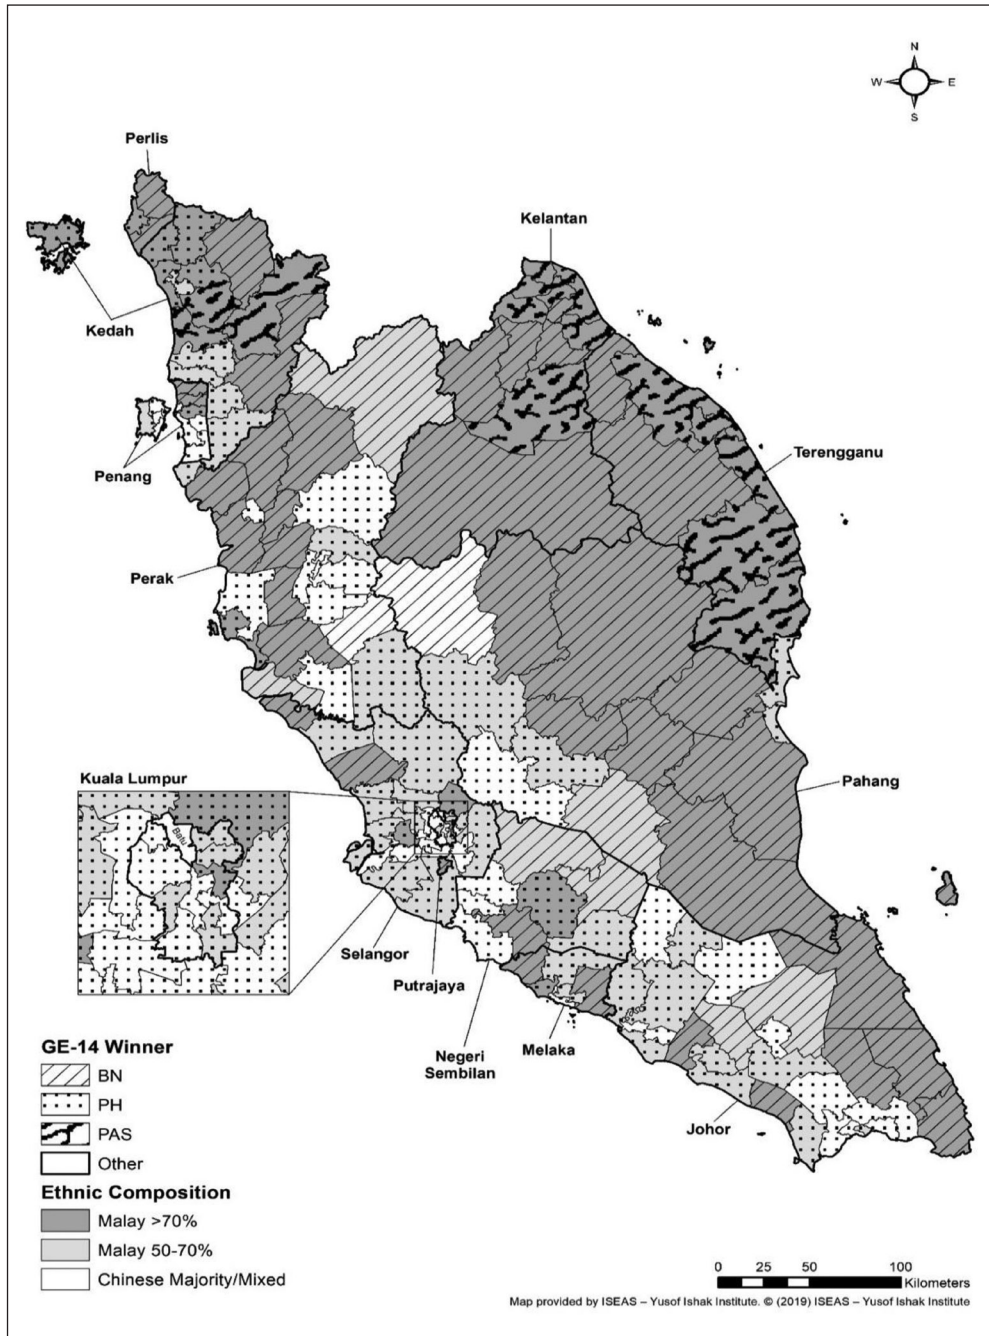 N
W E
S
Perlis
Kelantan
Kedah
Terengganu
Penang
Perak
Kuala Lumpur
Pahang
Batu
Selangor
Putrajaya
Negeri
Sembilan
Melaka
Johor
GE-14 Winner
BN
PH
PAS
Other
Ethnic Composition
Malay >70%
Malay 50-70%
Chinese Majority/Mixed
0 25 50 100
Kilometers
Map provided by ISEAS – Yusof Ishak Institute. © (2019) ISEAS – Yusof Ishak Institute